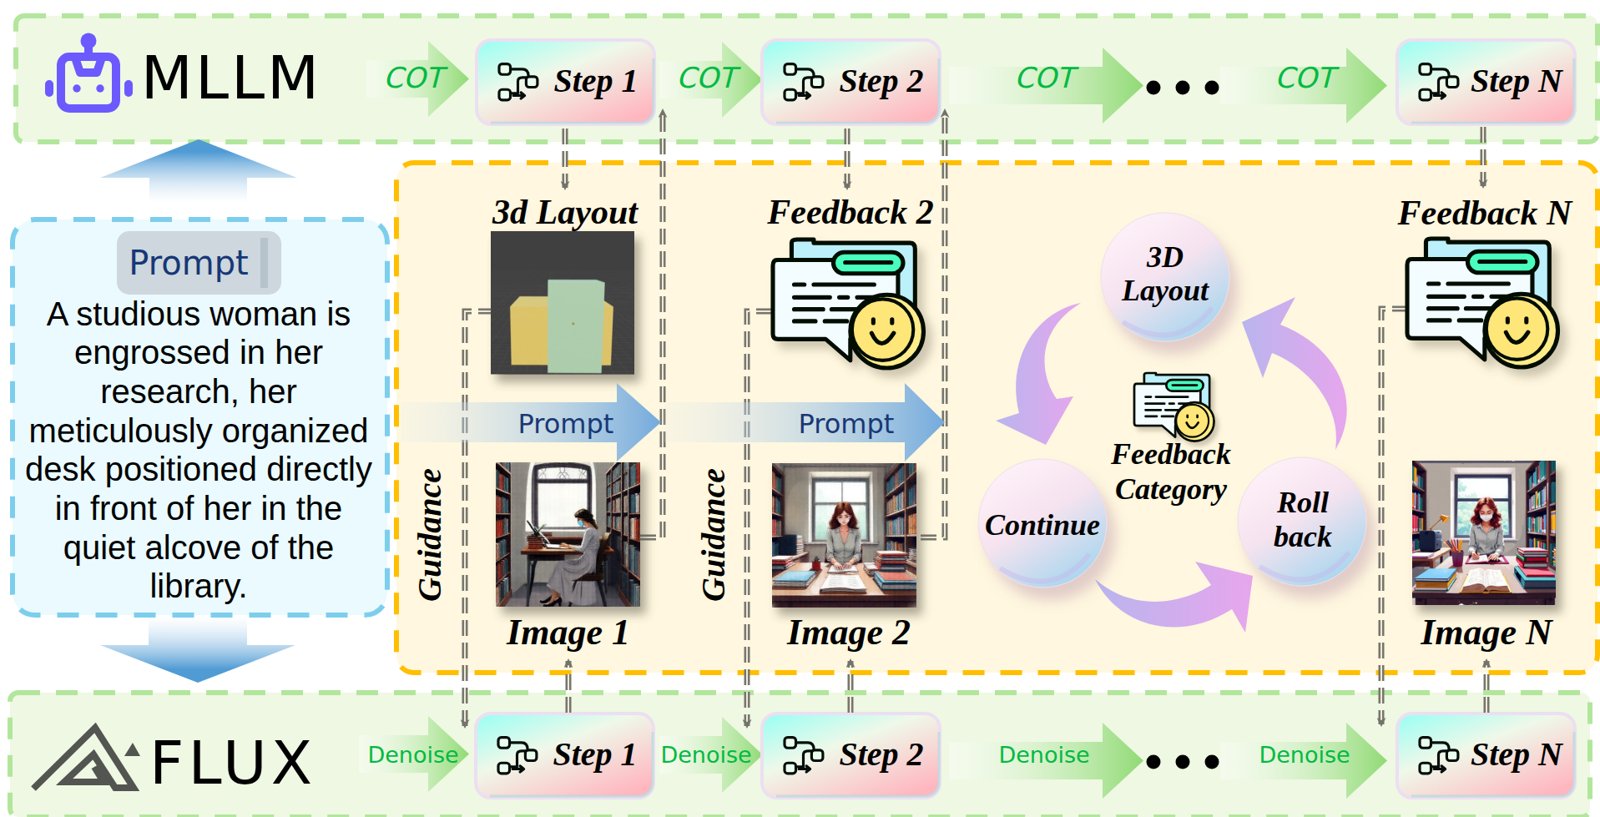 MLLM
COT
Step 1
COT
Step 2
COT
COT
Step N
Prompt
A studious woman is
engrossed in her
research, her
meticulously organized
desk positioned directly
in front of her in the
quiet alcove of the
library.
3d Layout
Feedback 2
Feedback N
Prompt
Prompt
Guidance
Guidance
3D
Layout
Feedback
Category
Continue
Roll
back
Image 1
Image 2
Image N
FLUX
Denoise
Step 1
Denoise
Step 2
Denoise
Denoise
Step N